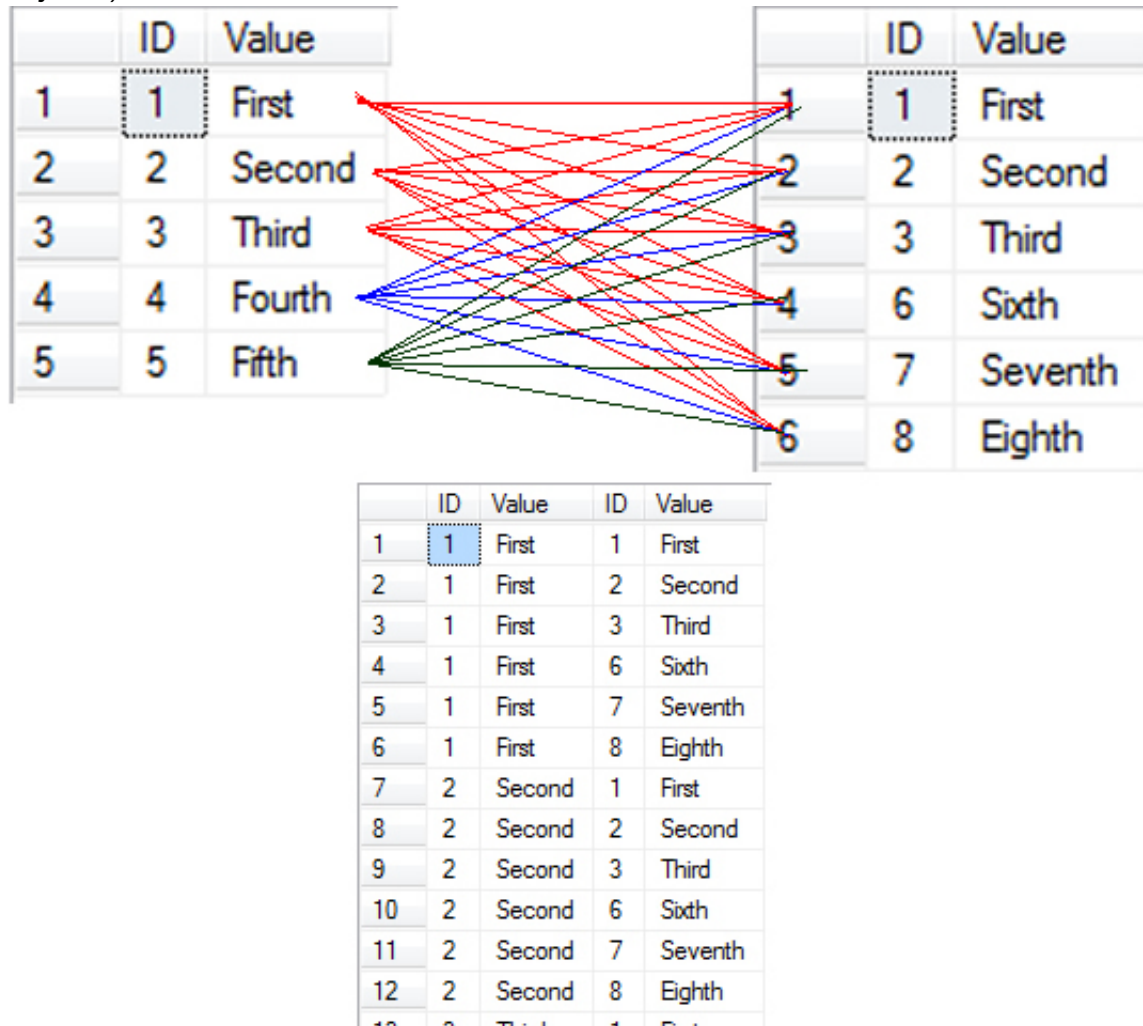 ID Value
1 1 First
2 2 Second
3 3 Third
4 4 Fourth
5 5 Fifth
ID Value
1 1 First
2 2 Second
3 3 Third
4 6 Sixth
5 7 Seventh
6 8 Eighth
ID Value ID Value
1 1 First 1 First
2 1 First 2 Second
3 1 First 3 Third
4 1 First 6 Sixth
5 1 First 7 Seventh
6 1 First 8 Eighth
7 2 Second 1 First
8 2 Second 2 Second
9 2 Second 3 Third
10 2 Second 6 Sixth
11 2 Second 7 Seventh
12 2 Second 8 Eighth